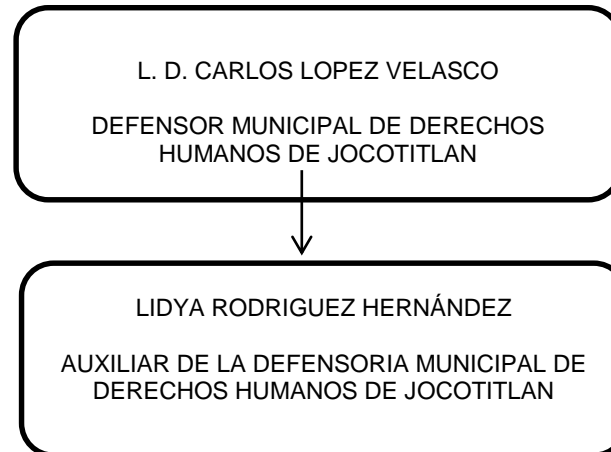 L. D. CARLOS LOPEZ VELASCO
DEFENSOR MUNICIPAL DE DERECHOS
HUMANOS DE JOCOTITLAN
LIDYA RODRIGUEZ HERNÁNDEZ
AUXILIAR DE LA DEFENSORIA MUNICIPAL DE
DERECHOS HUMANOS DE JOCOTITLAN